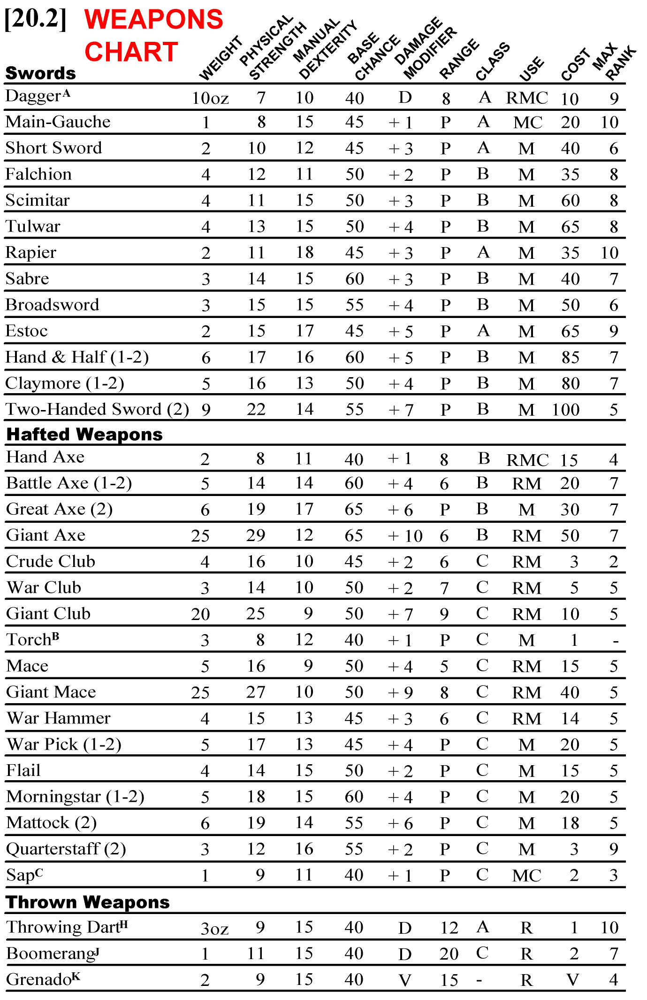 [20.2] WEAPONS
CHART
WEIGHT PHYSICAL STRENGTH MANUAL DEXTERITY BASE CHANCE DAMAGE MODIFIER RANGE CLASS USE COST MAX RANK
Swords
Dagger A 10oz 7 10 40 D 8 A RMC 10 9
Main-Gauche 1 8 15 45 + 1 P A MC 20 10
Short Sword 2 10 12 45 + 3 P A M 40 6
Falchion 4 12 11 50 + 2 P B M 35 8
Scimitar 4 11 15 50 + 3 P B M 60 8
Tulwar 4 13 15 50 + 4 P B M 65 8
Rapier 2 11 18 45 + 3 P A M 35 10
Sabre 3 14 15 60 + 3 P B M 40 7
Broadsword 3 15 15 55 + 4 P B M 50 6
Estoc 2 15 17 45 + 5 P A M 65 9
Hand & Half (1-2) 6 17 16 60 + 5 P B M 85 7
Claymore (1-2) 5 16 13 50 + 4 P B M 80 7
Two-Handed Sword (2) 9 22 14 55 + 7 P B M 100 5
Hafted Weapons
Hand Axe 2 8 11 40 + 1 8 B RMC 15 4
Battle Axe (1-2) 5 14 14 60 + 4 6 B RM 20 7
Great Axe (2) 6 19 17 65 + 6 P B M 30 7
Giant Axe 25 29 12 65 + 10 6 B RM 50 7
Crude Club 4 16 10 45 + 2 6 C RM 3 2
War Club 3 14 10 50 + 2 7 C RM 5 5
Giant Club 20 25 9 50 + 7 9 C RM 10 5
Torch B 3 8 12 40 + 1 P C M 1 -
Mace 5 16 9 50 + 4 5 C RM 15 5
Giant Mace 25 27 10 50 + 9 8 C RM 40 5
War Hammer 4 15 13 45 + 3 6 C RM 14 5
War Pick (1-2) 5 17 13 45 + 4 P C M 20 5
Flail 4 14 15 50 + 2 P C M 15 5
Morningstar (1-2) 5 18 15 60 + 4 P C M 20 5
Mattock (2) 6 19 14 55 + 6 P C M 18 5
Quarterstaff (2) 3 12 16 55 + 2 P C M 3 9
Sap C 1 9 11 40 + 1 P C MC 2 3
Thrown Weapons
Throwing Dart H 3oz 9 15 40 D 12 A R 1 10
Boomerang J 1 11 15 40 D 20 C R 2 7
Grenado K 2 9 15 40 V 15 - R V 4